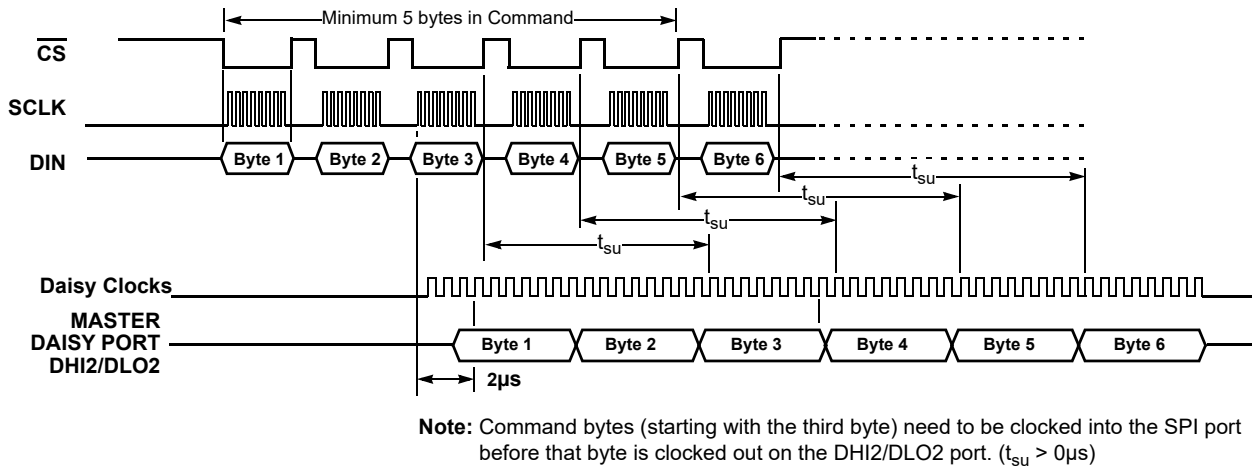 Minimum 5 bytes in Command
CS
SCLK
DIN
Byte 1
Byte 2
Byte 3
Byte 4
Byte 5
Byte 6
tsu
tsu
tsu
tsu
Daisy Clocks
MASTER
DAISY PORT
DHI2/DLO2
Byte 1
Byte 2
Byte 3
Byte 4
Byte 5
Byte 6
2µs
Note: Command bytes (starting with the third byte) need to be clocked into the SPI port
before that byte is clocked out on the DHI2/DLO2 port. (tsu > 0µs)